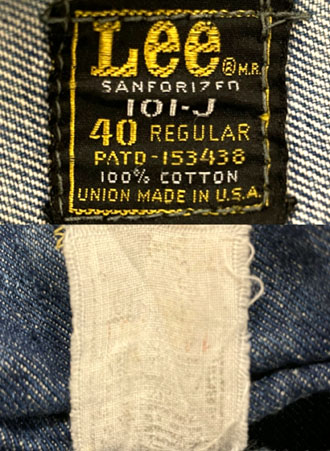 Lee ® M.R.
SANFORIZED
101-J
40 REGULAR
PATD-153438
100% COTTON
UNION MADE IN U.S.A.